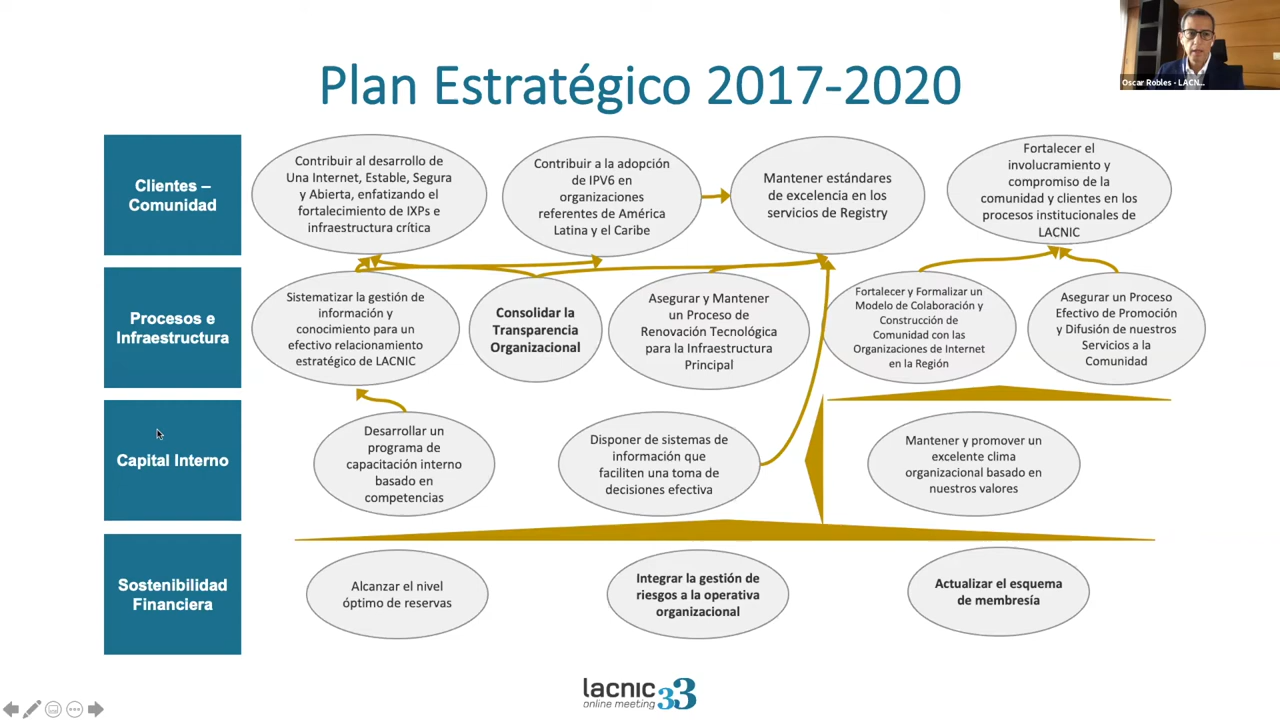 Plan Estratégico 2017-2020
Oscar Robles - LACN...
Clientes –
Comunidad
Contribuir al desarrollo de
Una Internet, Estable, Segura
y Abierta, enfatizando el
fortalecimiento de IXPs e
infraestructura crítica
Contribuir a la adopción
de IPV6 en
organizaciones
referentes de América
Latina y el Caribe
Mantener estándares
de excelencia en los
servicios de Registry
Fortalecer el
involucramiento y
compromiso de la
comunidad y clientes en los
procesos institucionales de
LACNIC
Procesos e
Infraestructura
Sistematizar la gestión de
información y
conocimiento para un
efectivo relacionamiento
estratégico de LACNIC
Consolidar la
Transparencia
Organizacional
Asegurar y Mantener
un Proceso de
Renovación Tecnológica
para la Infraestructura
Principal
Fortalecer y Formalizar un
Modelo de Colaboración y
Construcción de
Comunidad con las
Organizaciones de Internet
en la Región
Asegurar un Proceso
Efectivo de Promoción
y Difusión de nuestros
Servicios a la
Comunidad
Capital Interno
Desarrollar un
programa de
capacitación interno
basado en
competencias
Disponer de sistemas de
información que
faciliten una toma de
decisiones efectiva
Mantener y promover un
excelente clima
organizacional basado en
nuestros valores
Sostenibilidad
Financiera
Alcanzar el nivel
óptimo de reservas
Integrar la gestión de
riesgos a la operativa
organizacional
Actualizar el esquema
de membresía
lacnic 33
online meeting